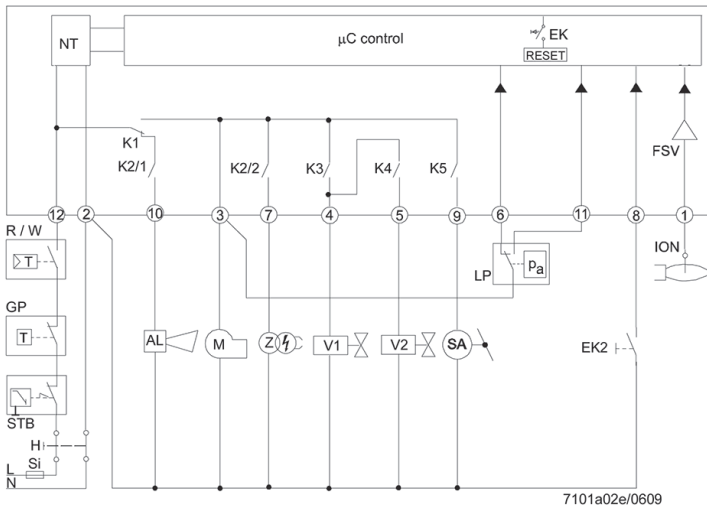 NT
μC control
EK
RESET
K1
K2/1
K2/2
K3
K4
K5
FSV
12
2
10
3
7
4
5
9
6
11
8
1
R / W
T
LP
pa
ION
GP
T
AL
M
Z
V1
V2
SA
EK2
STB
H
Si
L
N
7101a02e/0609